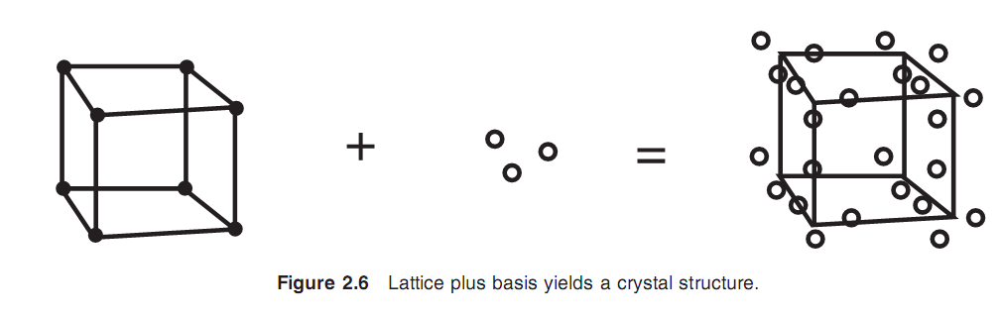 +
=
Figure 2.6 Lattice plus basis yields a crystal structure.